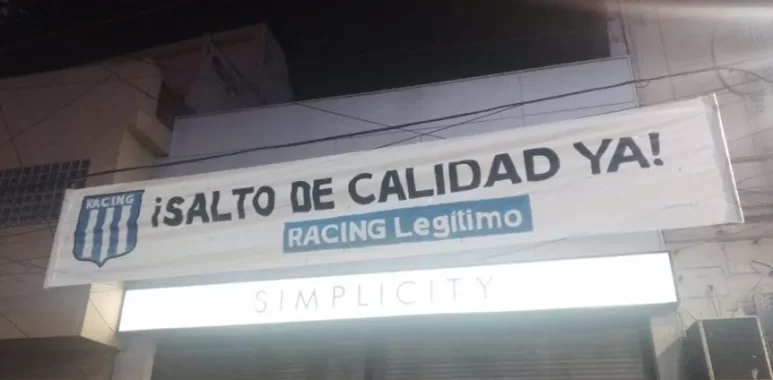 ¡SALTO DE CALIDAD YA!
RACING
RACING Legítimo
SIMPLICITY